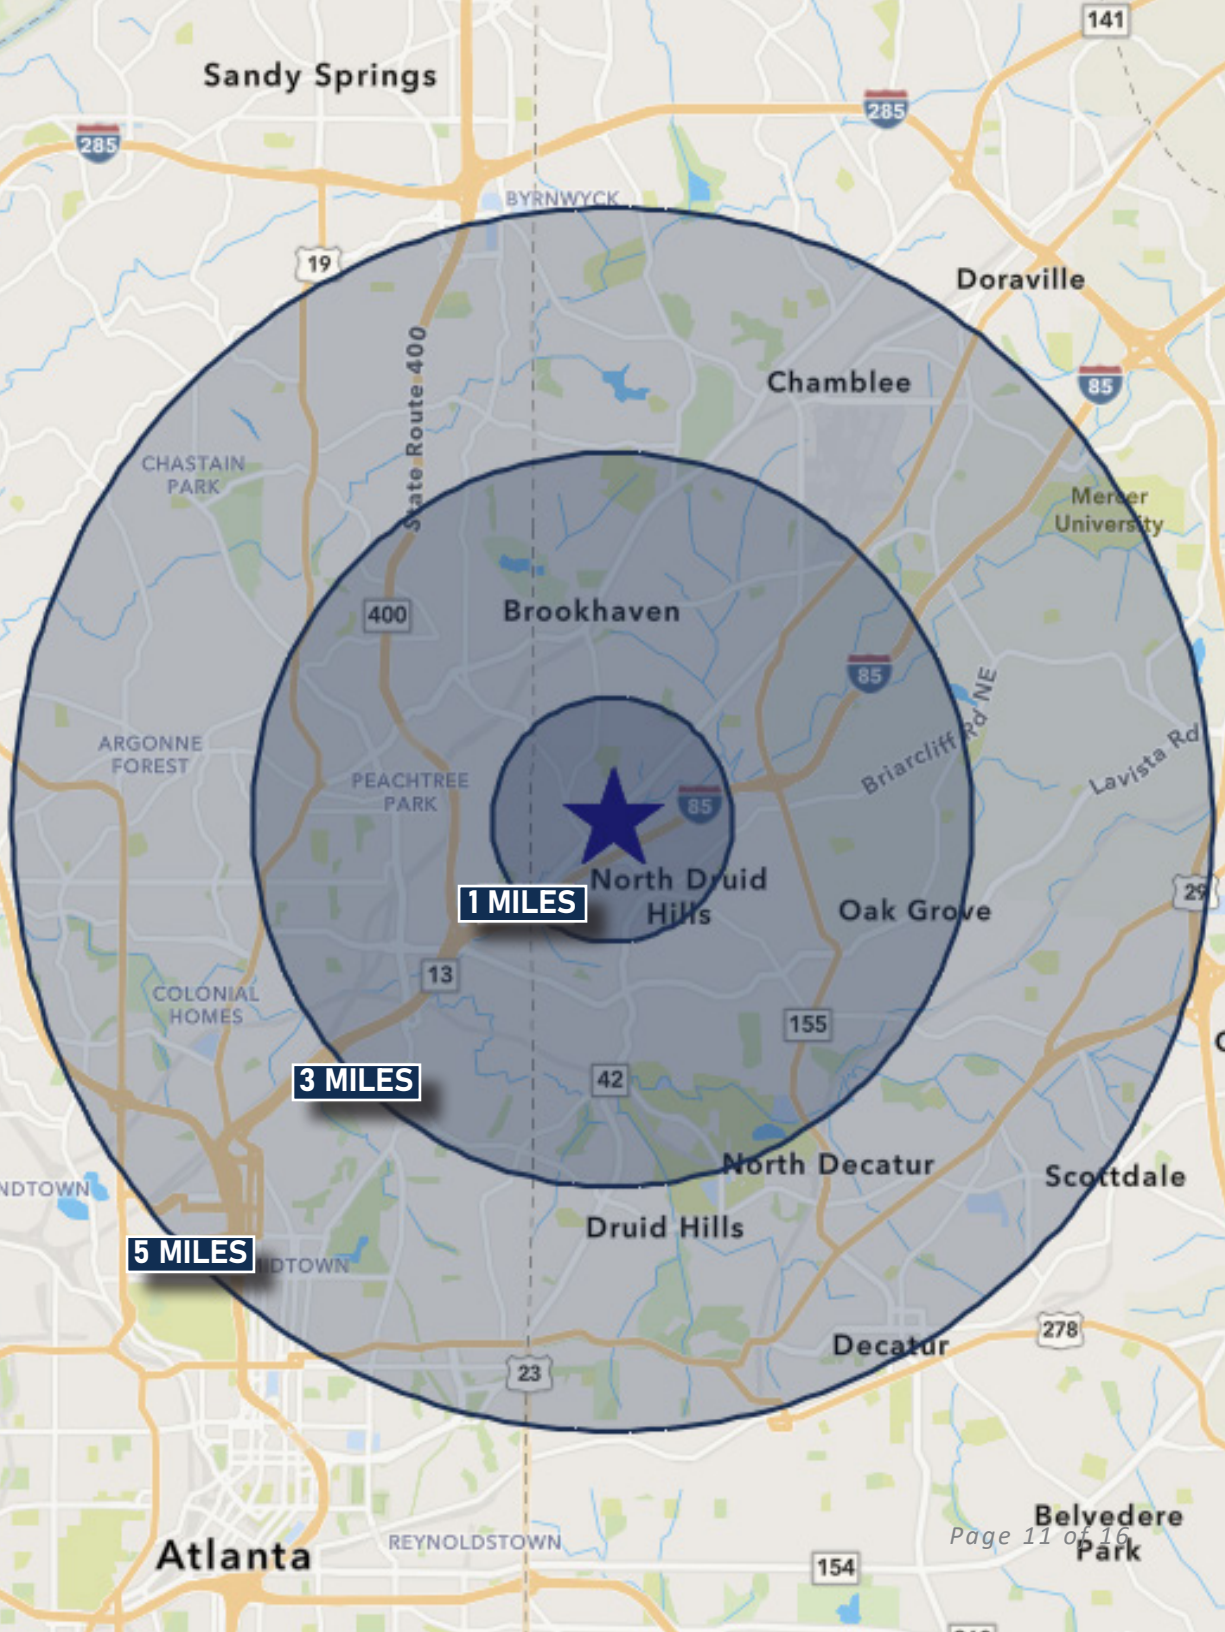 141
Sandy Springs
285
285
BYRNWYCK
19
Doraville
State Route 400
Chamblee
85
CHASTAIN
PARK
Mercer
University
Brookhaven
400
85
Briarcliff Rd NE
Lavista Rd
ARGONNE
FOREST
PEACHTREE
PARK
85
North Druid
Hills
1 MILES
29
Oak Grove
13
COLONIAL
HOMES
155
3 MILES
42
North Decatur
Scottdale
NDTOWN
Druid Hills
5 MILES
DTOWN
278
Decatur
23
Belvedere
Park
Page 11 of 16
REYNOLDSTOWN
Atlanta
154